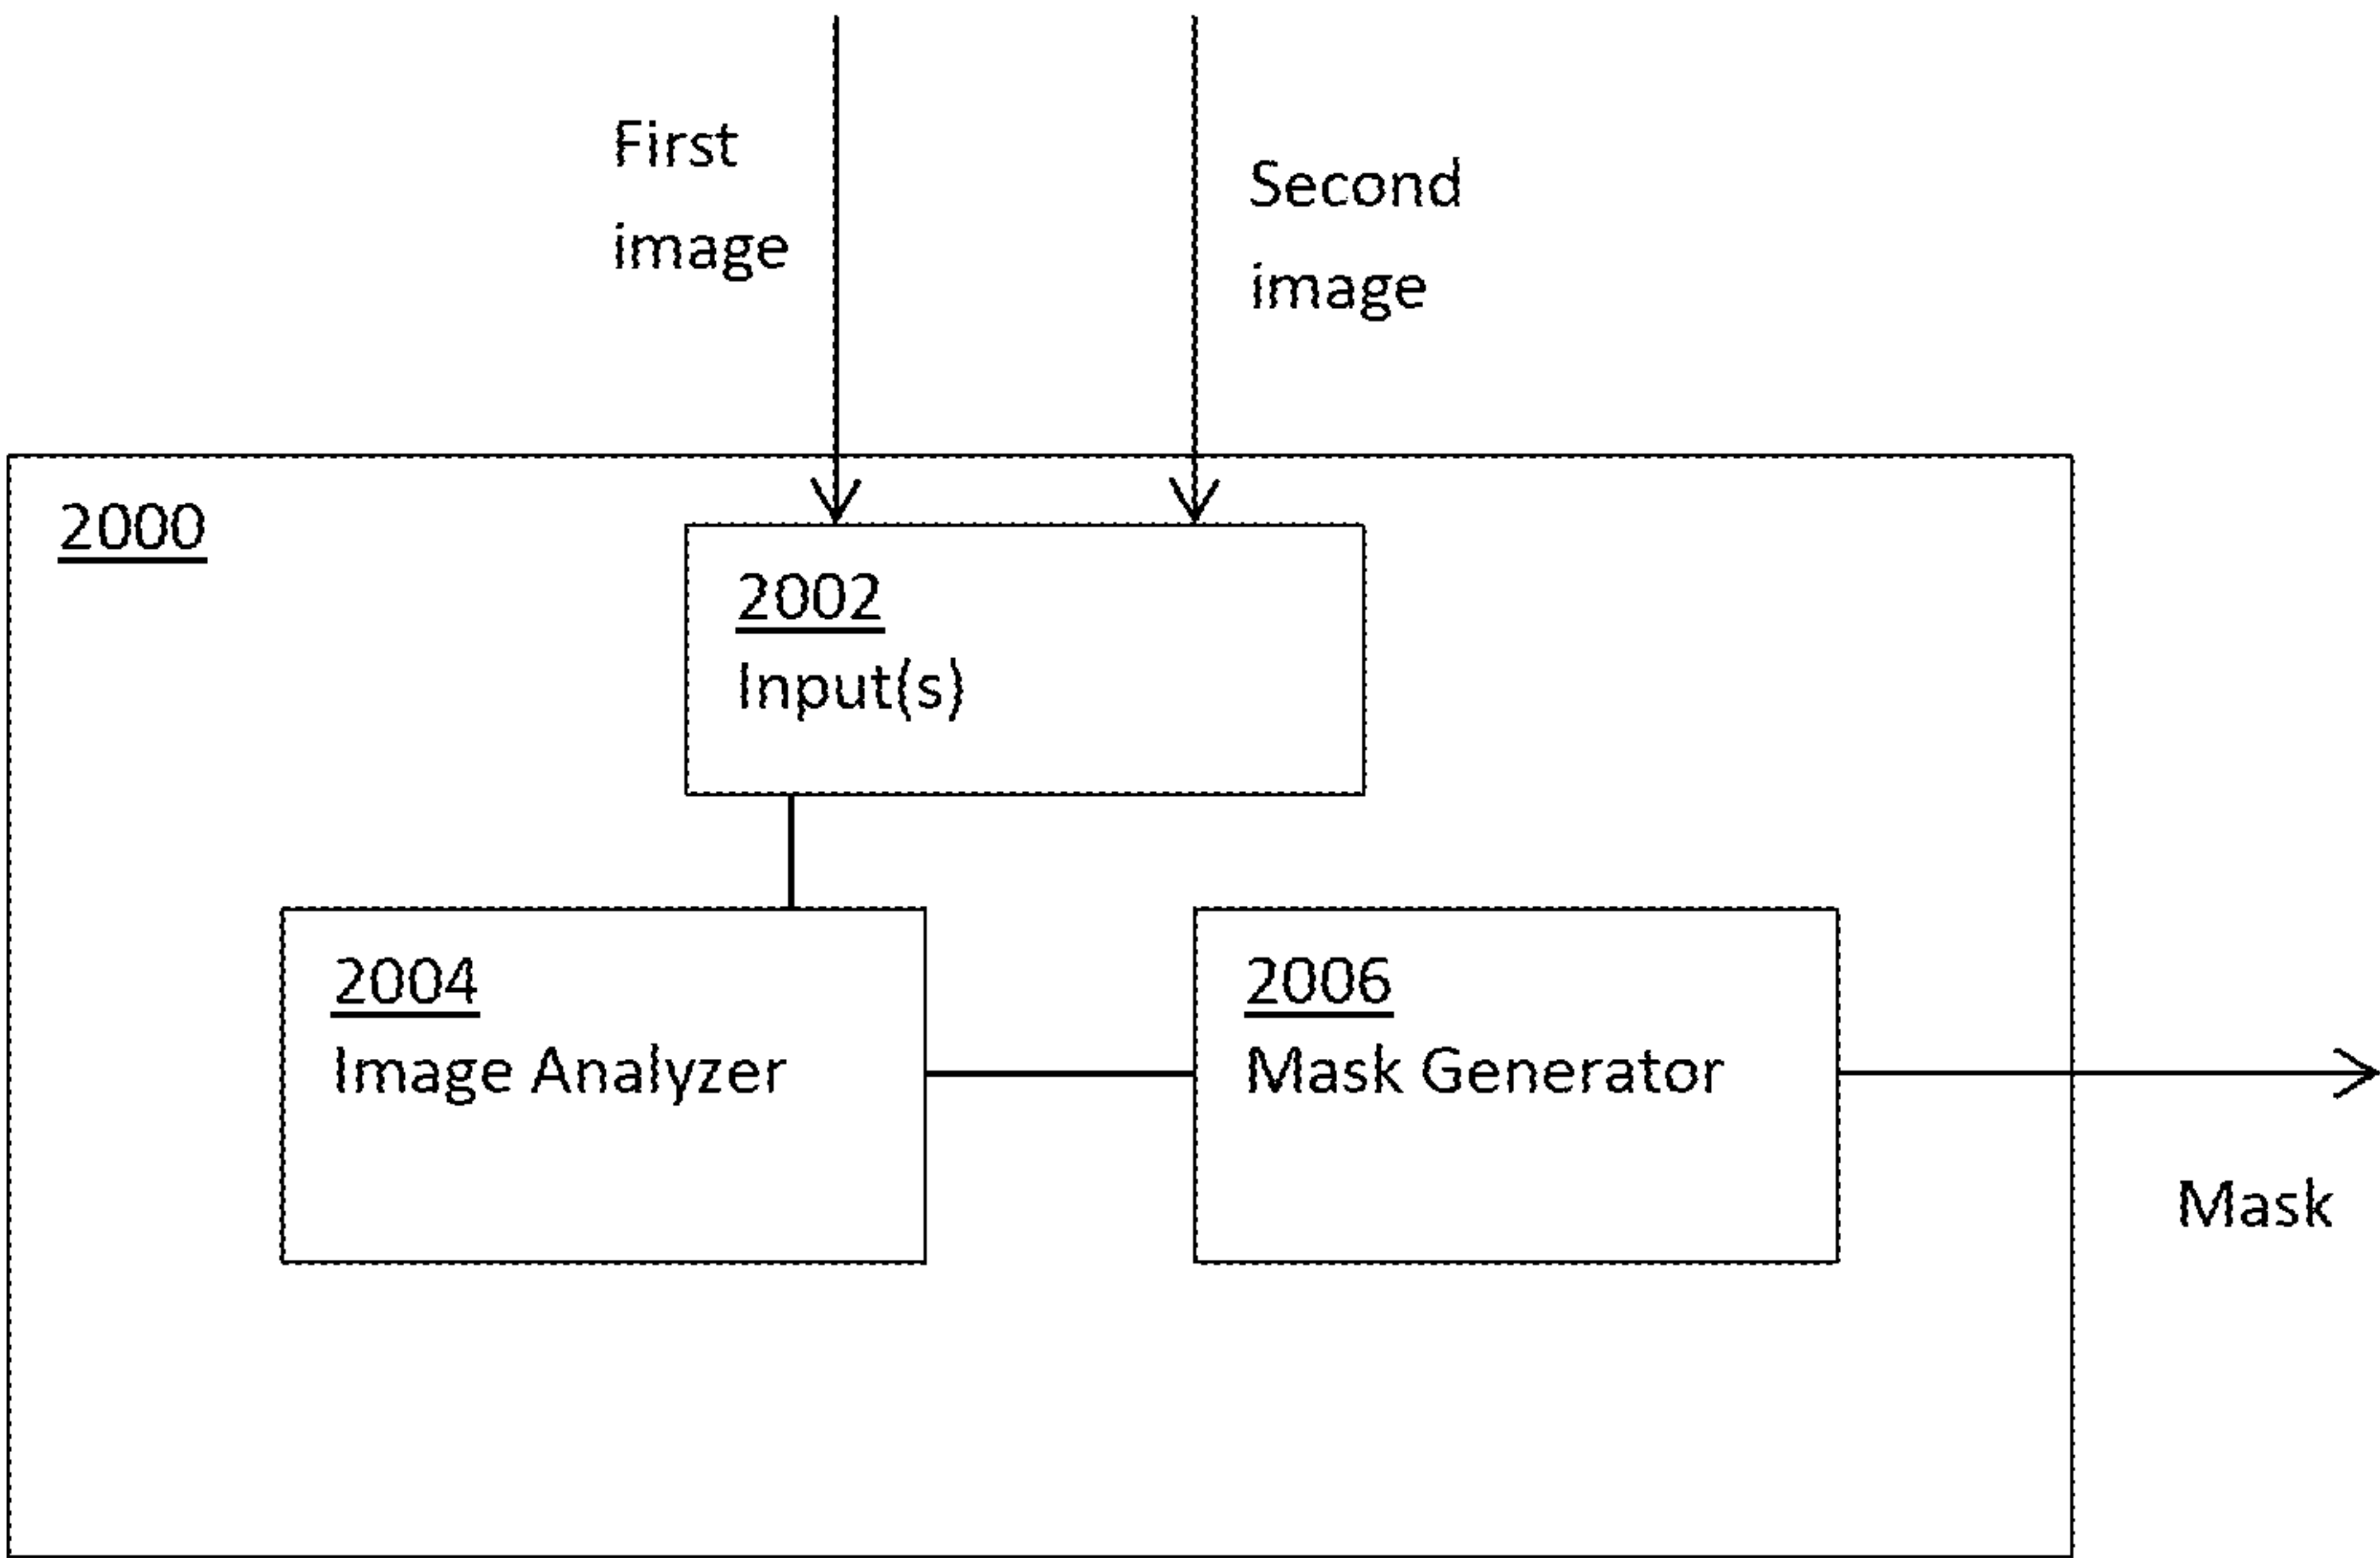 First
image
Second
image
2000
2002
Input(s)
2004
Image Analyzer
2006
Mask Generator
Mask